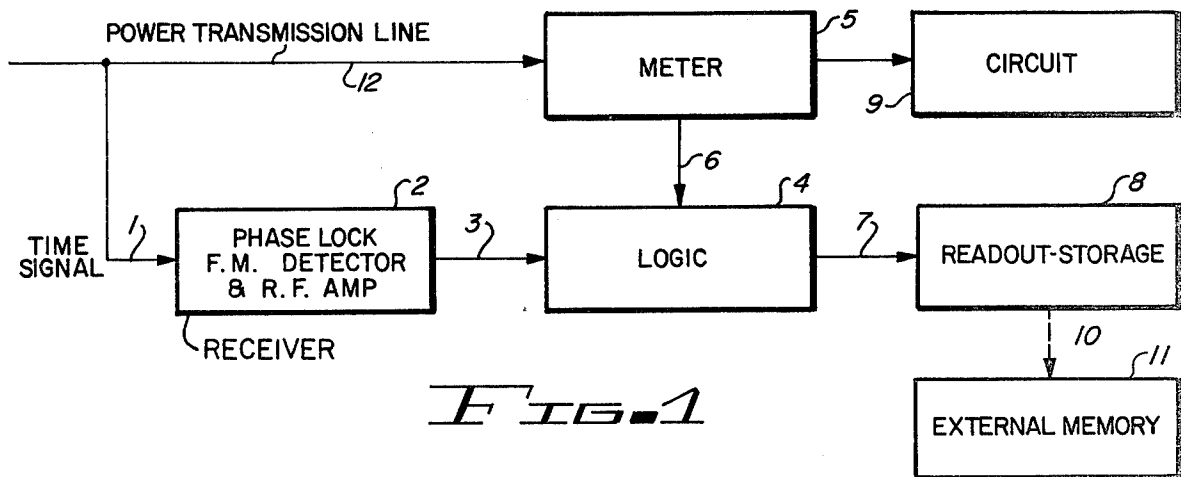 POWER TRANSMISSION LINE
12
5
METER
CIRCUIT
9
6
2
4
8
1
3
7
TIME
SIGNAL
PHASE LOCK
F.M. DETECTOR
& R.F. AMP
LOGIC
READOUT-STORAGE
RECEIVER
10
11
EXTERNAL MEMORY
FIG. 1